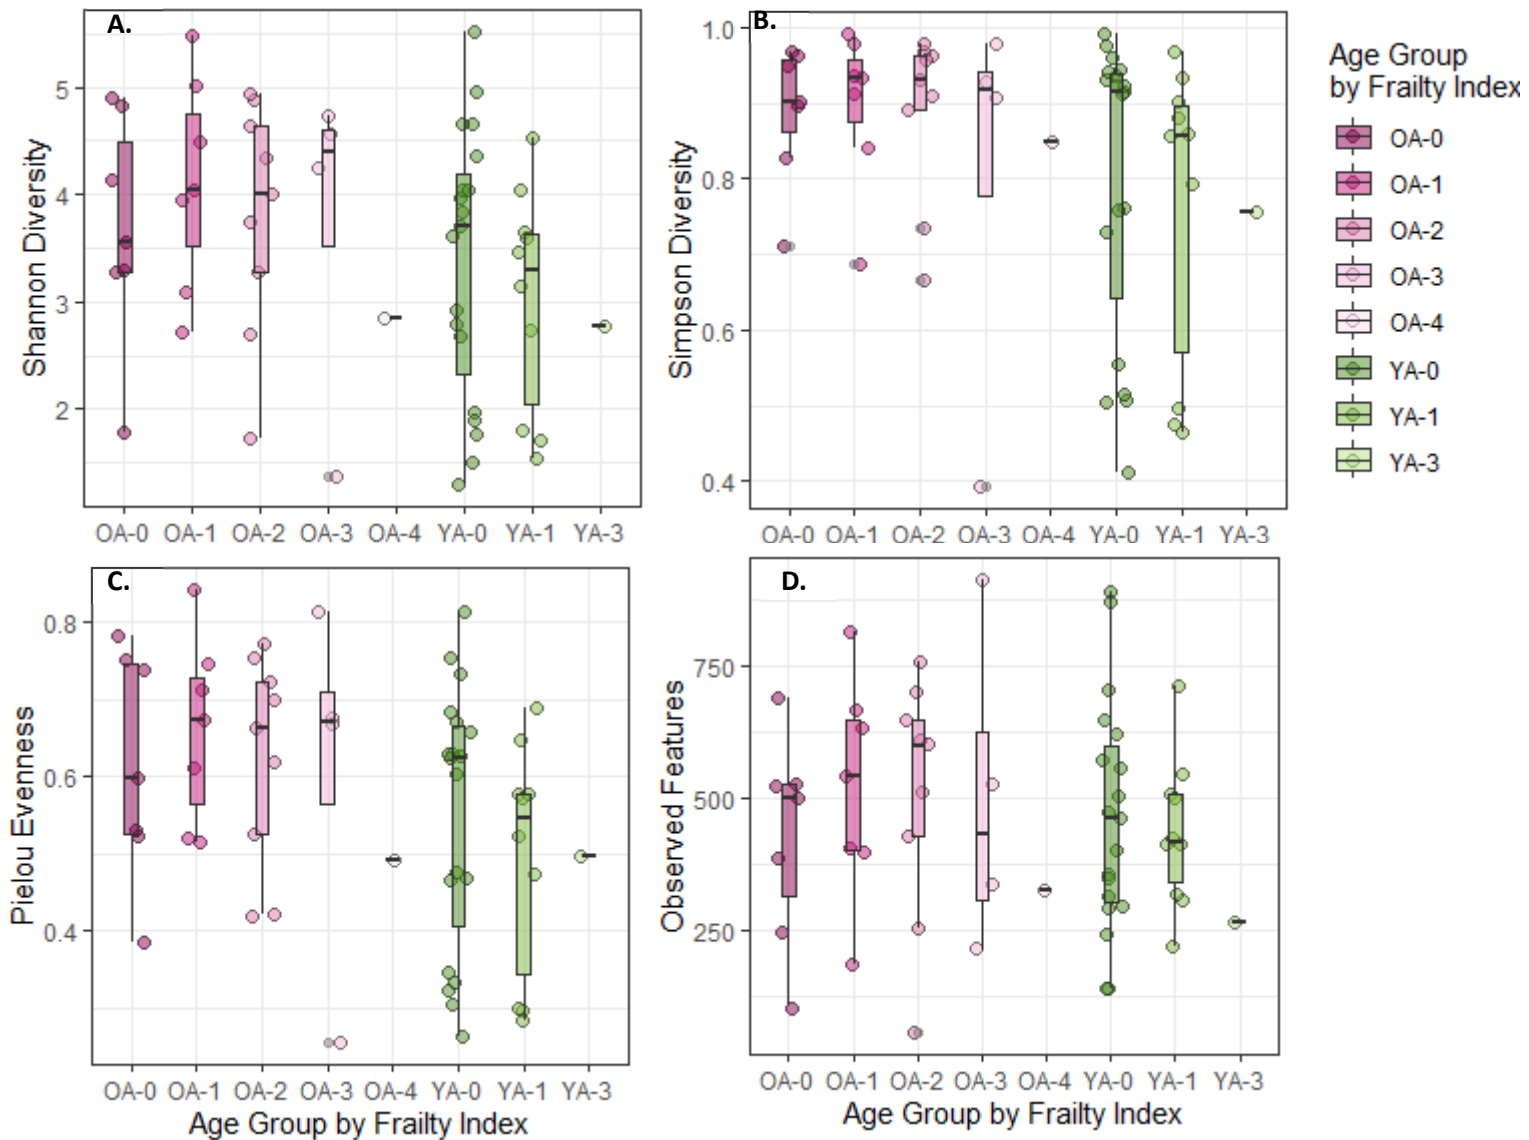 A.
Shannon Diversity
5
4
3
2
OA-0 OA-1 OA-2 OA-3 OA-4 YA-0 YA-1 YA-3
B.
Simpson Diversity
1.0
0.8
0.6
0.4
OA-0 OA-1 OA-2 OA-3 OA-4 YA-0 YA-1 YA-3
Age Group
by Frailty Index
OA-0
OA-1
OA-2
OA-3
OA-4
YA-0
YA-1
YA-3
C.
Pielou Evenness
0.8
0.6
0.4
OA-0 OA-1 OA-2 OA-3 OA-4 YA-0 YA-1 YA-3
Age Group by Frailty Index
D.
Observed Features
750
500
250
OA-0 OA-1 OA-2 OA-3 OA-4 YA-0 YA-1 YA-3
Age Group by Frailty Index